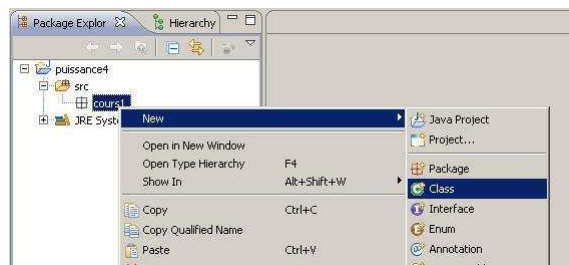 Package Explor Hierarchy
puissance4
src
cours1
JRE Syst
New
Open in New Window
Open Type Hierarchy F4
Show In Alt+Shift+W
Copy Ctrl+C
Copy Qualified Name
Paste Ctrl+V
Java Project
Project...
Package
Class
Interface
Enum
Annotation